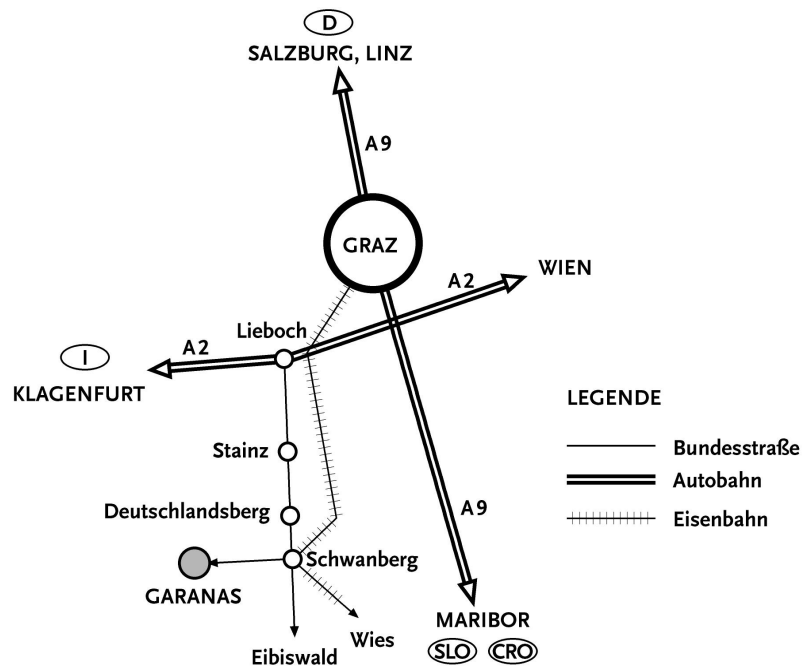 D
SALZBURG, LINZ
A9
GRAZ
WIEN
A2
Lieboch
A2
I
KLAGENFURT
LEGENDE
Bundesstraße
Autobahn
Eisenbahn
Stainz
Deutschlandsberg
A9
Schwanberg
GARANAS
MARIBOR
SLO CRO
Wies
Eibiswald